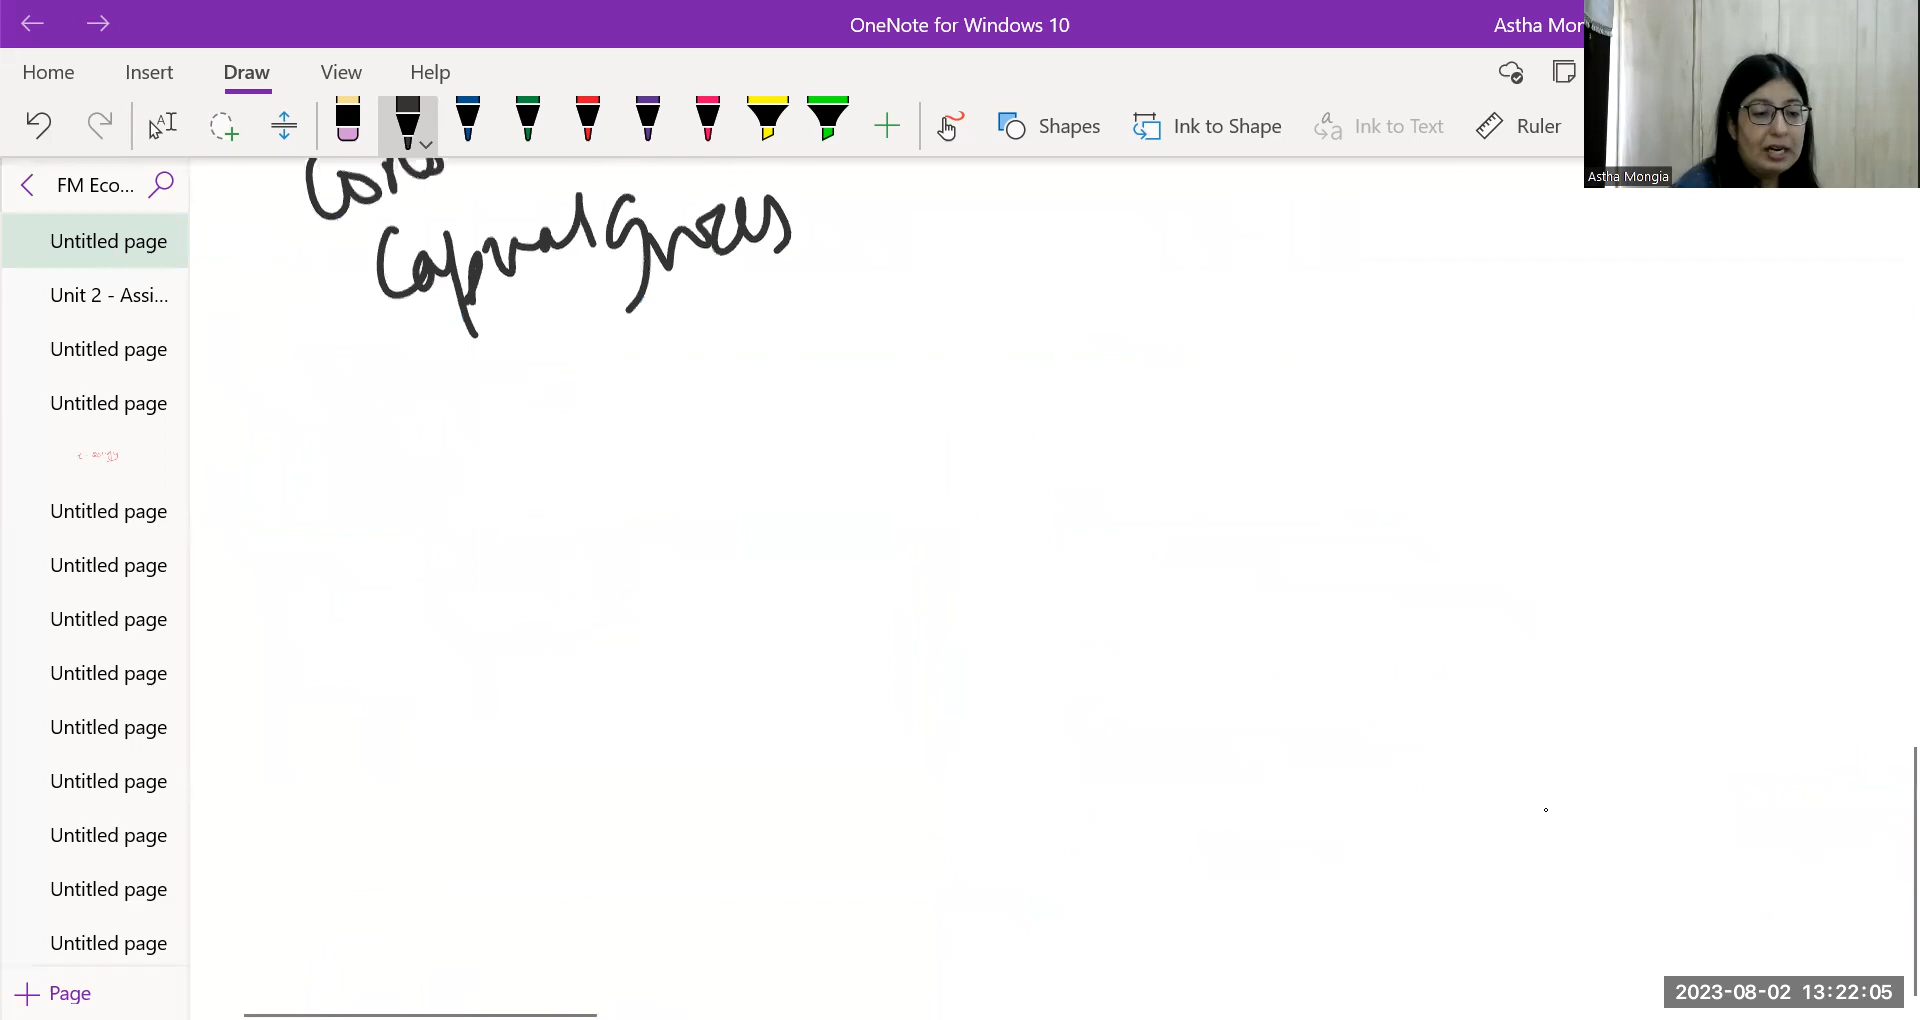 OneNote for Windows 10
Astha Mon
Home Insert Draw View Help
Shapes Ink to Shape Ink to Text Ruler
Astha Mongia
FM Eco...
Untitled page
Unit 2 - Assi...
Untitled page
Untitled page
Untitled page
Untitled page
Untitled page
Untitled page
Untitled page
Untitled page
Untitled page
Untitled page
Untitled page
Page
Capital Goods
2023-08-02 13:22:05